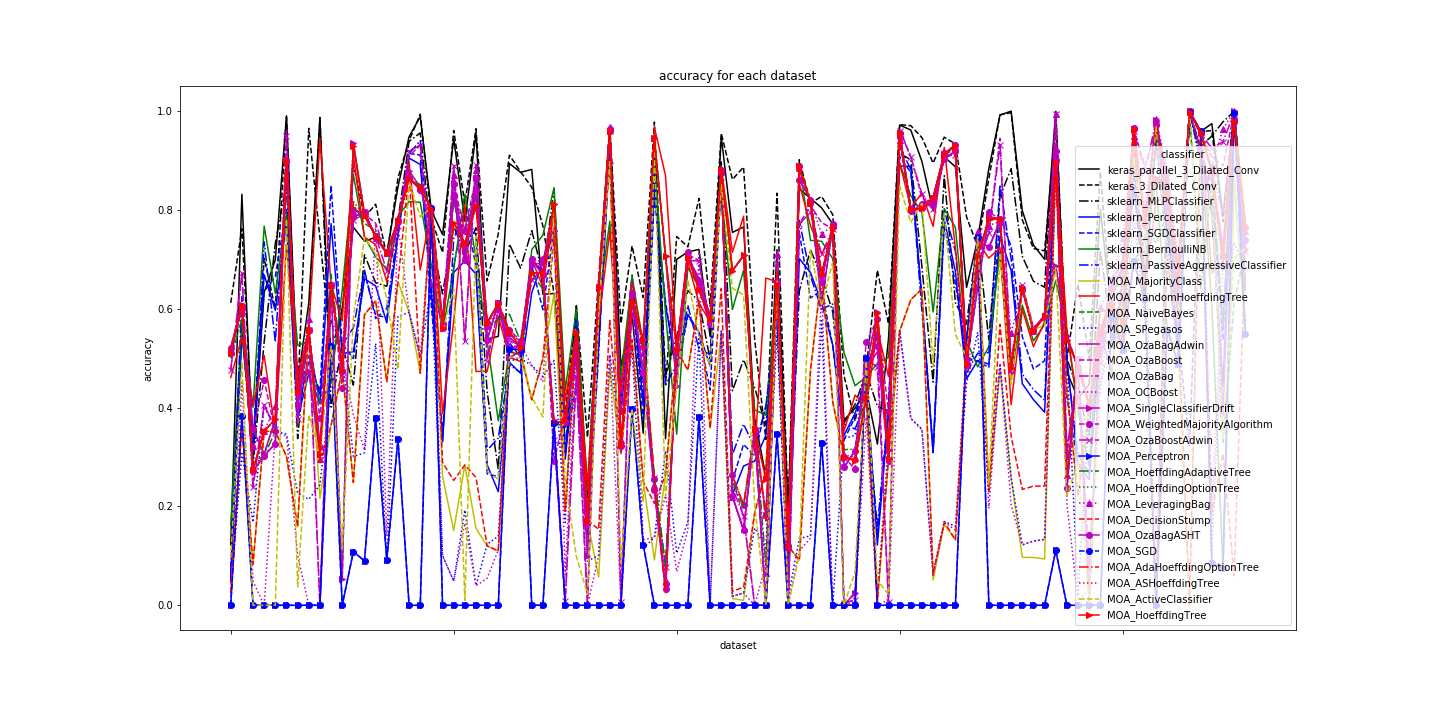 accuracy for each dataset
1.0
0.8
0.6
0.4
0.2
0.0
accuracy
dataset
classifier
keras_parallel_3_Dilated_Conv
keras_3_Dilated_Conv
sklearn_MLPClassifier
sklearn_Perceptron
sklearn_SGDClassifier
sklearn_BernoulliNB
sklearn_PassiveAggressiveClassifier
MOA_MajorityClass
MOA_RandomHoeffdingTree
MOA_NaiveBayes
MOA_SPegasos
MOA_OzaBagAdwin
MOA_OzaBoost
MOA_OzaBag
MOA_OCBoost
MOA_SingleClassifierDrift
MOA_WeightedMajorityAlgorithm
MOA_OzaBoostAdwin
MOA_Perceptron
MOA_HoeffdingAdaptiveTree
MOA_HoeffdingOptionTree
MOA_LeveragingBag
MOA_DecisionStump
MOA_OzaBagASHT
MOA_SGD
MOA_AdaHoeffdingOptionTree
MOA_ASHoeffdingTree
MOA_ActiveClassifier
MOA_HoeffdingTree